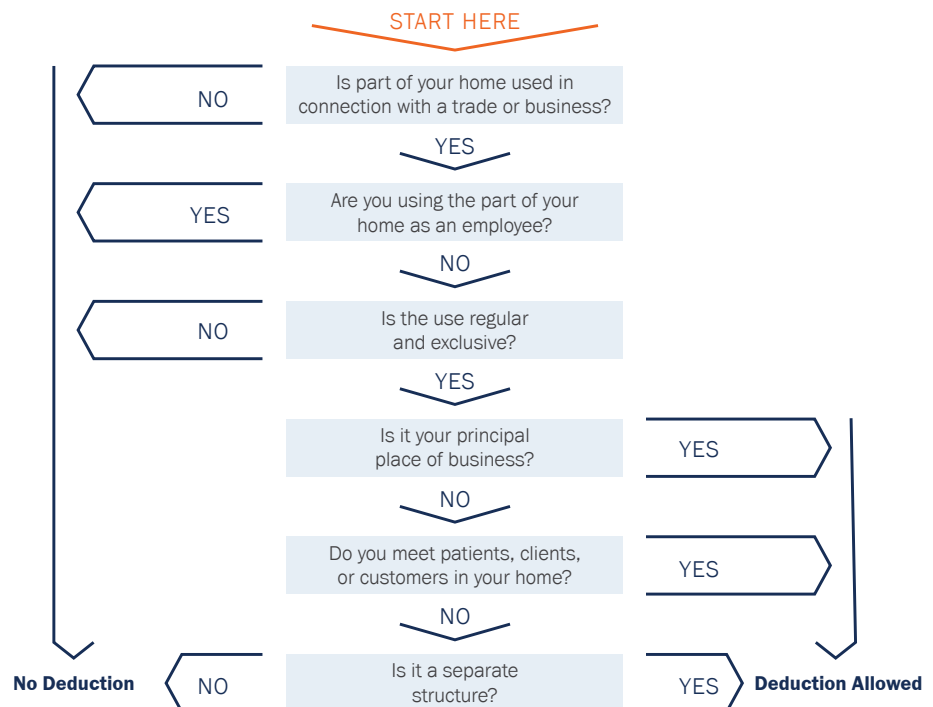 START HERE
NO
Is part of your home used in
connection with a trade or business?
YES
YES
Are you using the part of your
home as an employee?
NO
NO
Is the use regular
and exclusive?
YES
Is it your principal
place of business?
YES
NO
Do you meet patients, clients,
or customers in your home?
YES
NO
No Deduction
NO
Is it a separate
structure?
YES
Deduction Allowed